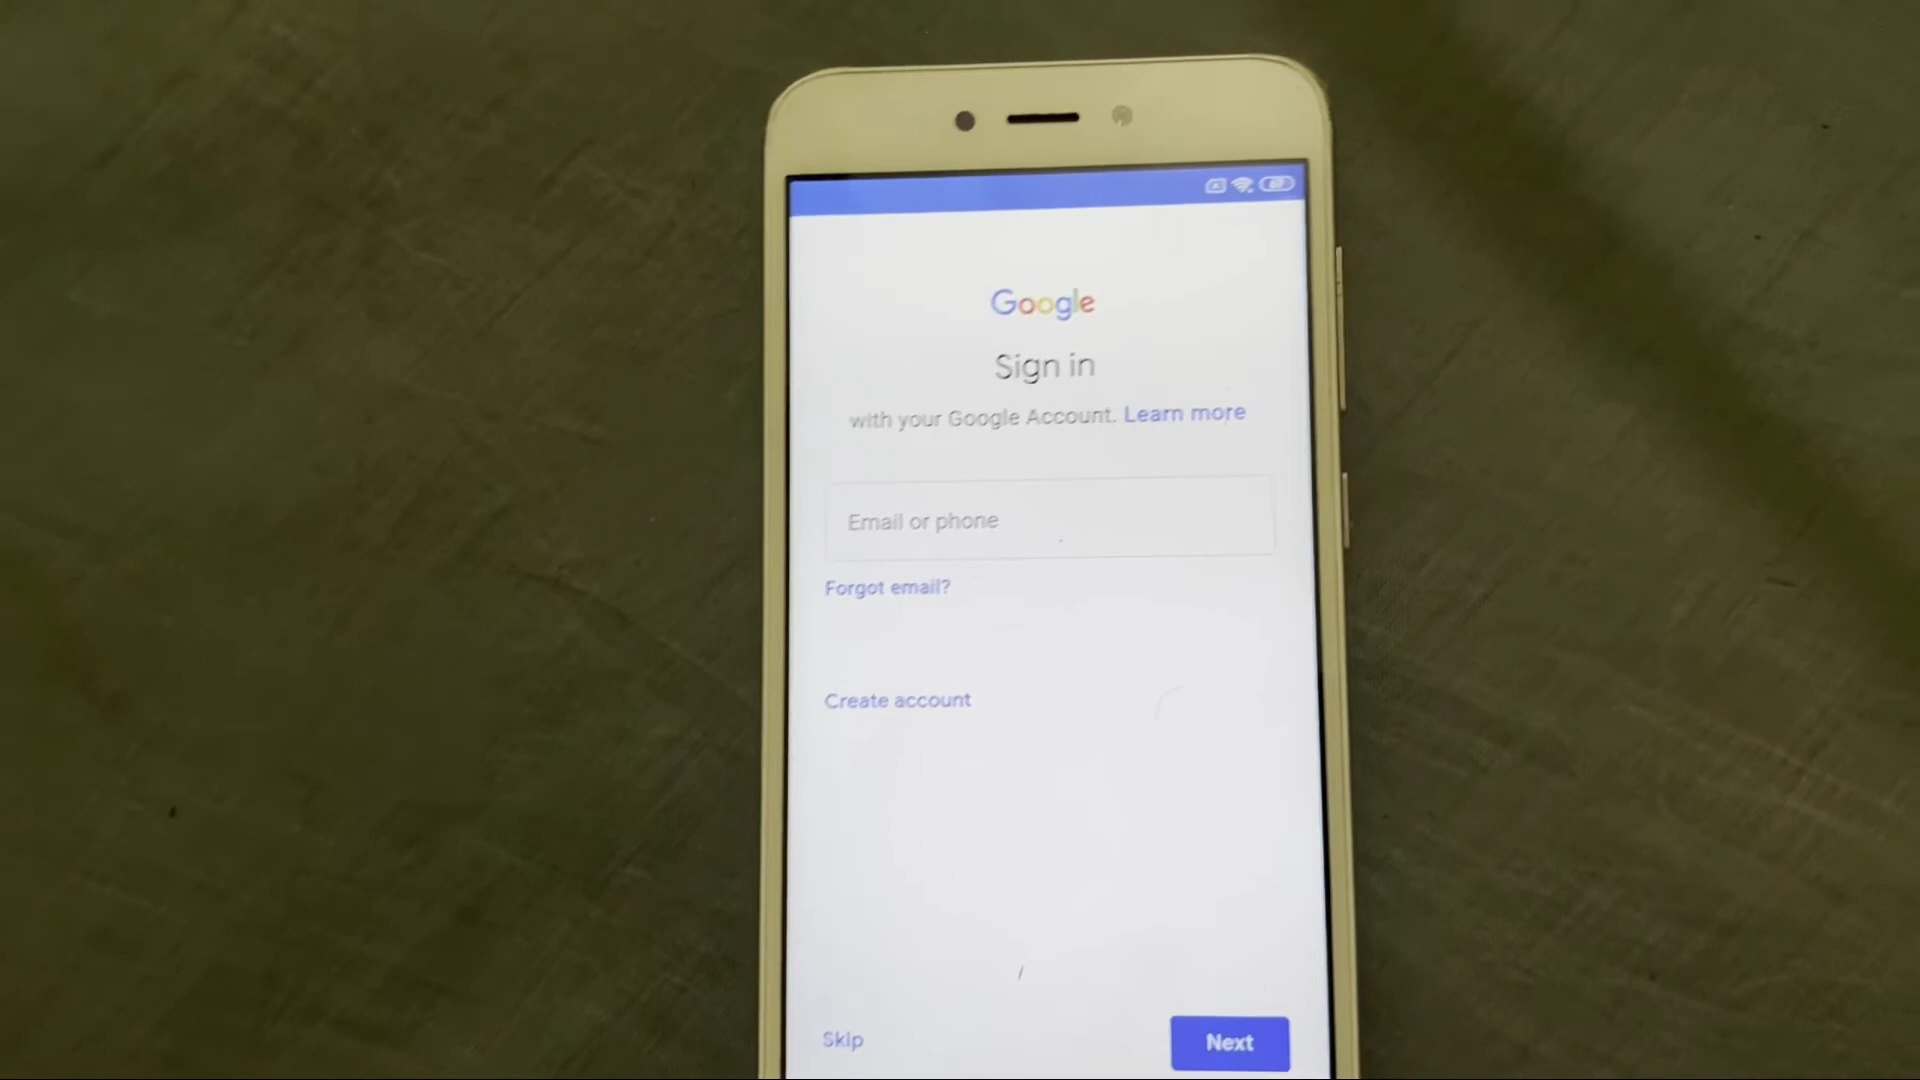 Google
Sign in
with your Google Account. Learn more
Email or phone
Forgot email?
Create account
Skip
Next